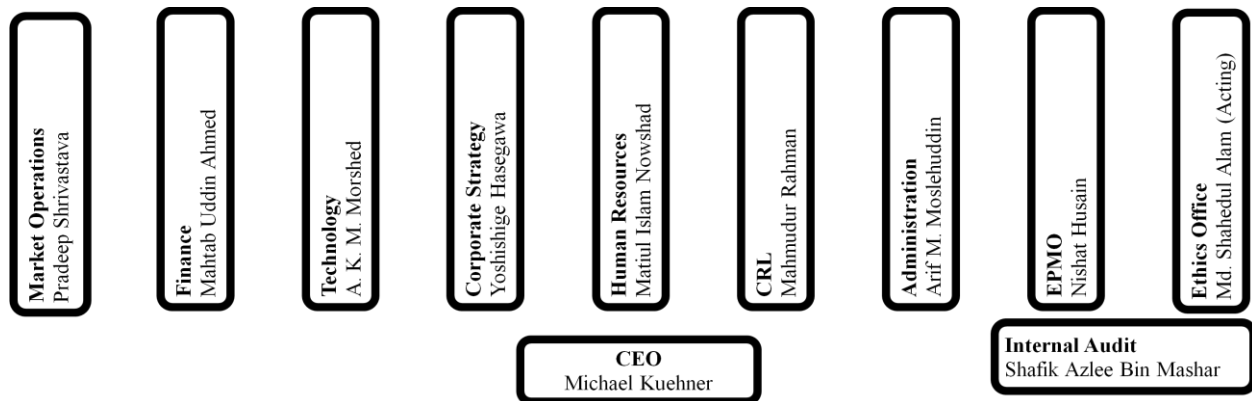 Market Operations
Pradeep Shrivastava
Finance
Mahtab Uddin Ahmed
Technology
A. K. M. Morshed
Corporate Strategy
Yoshishige Hasegawa
Human Resources
Matiul Islam Nowshad
CRL
Mahmudur Rahman
Administration
Arif M. Moslehuddin
EPMO
Nishat Husain
Ethics Office
Md. Shahedul Alam (Acting)
CEO
Michael Kuehner
Internal Audit
Shafik Azlee Bin Mashar